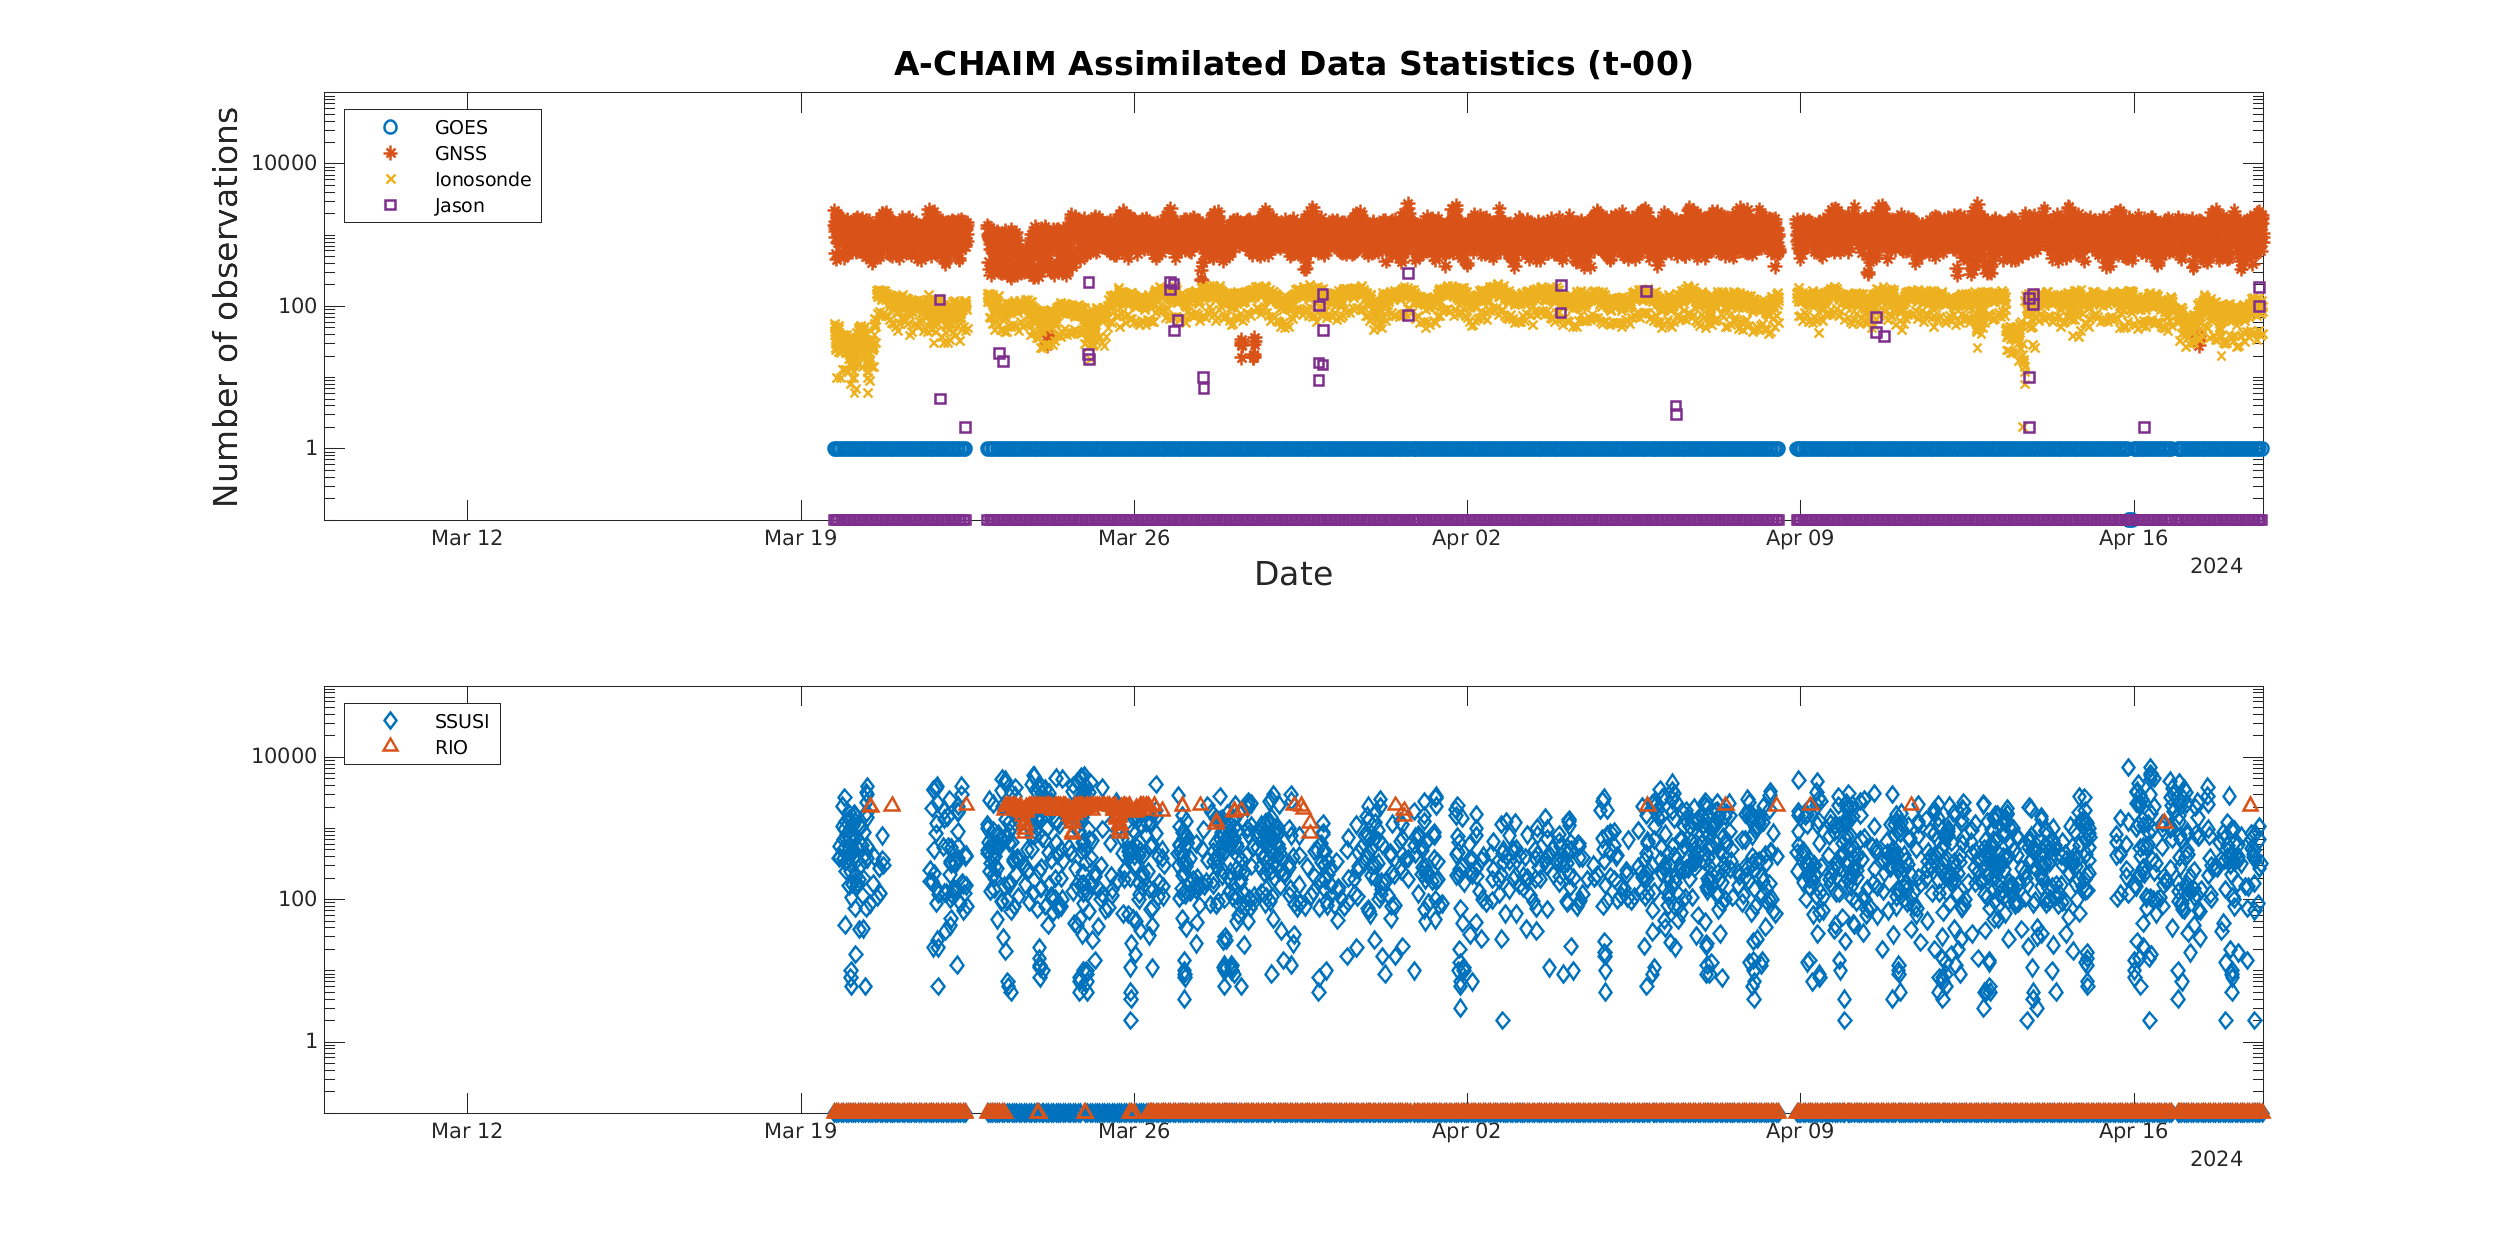 A-CHAIM Assimilated Data Statistics (t-00)
Number of observations
10000
100
1
GOES
GNSS
Ionosonde
Jason
Mar 12
Mar 19
Mar 26
Apr 02
Apr 09
Apr 16
2024
Date
10000
100
1
SSUSI
RIO
Mar 12
Mar 19
Mar 26
Apr 02
Apr 09
Apr 16
2024